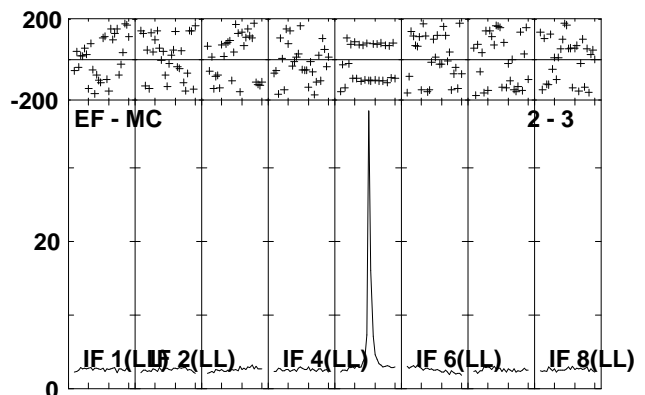 200
-200
EF - MC 2 - 3
20
IF 1(LL) IF 2(LL) IF 4(LL) IF 6(LL) IF 8(LL)
0